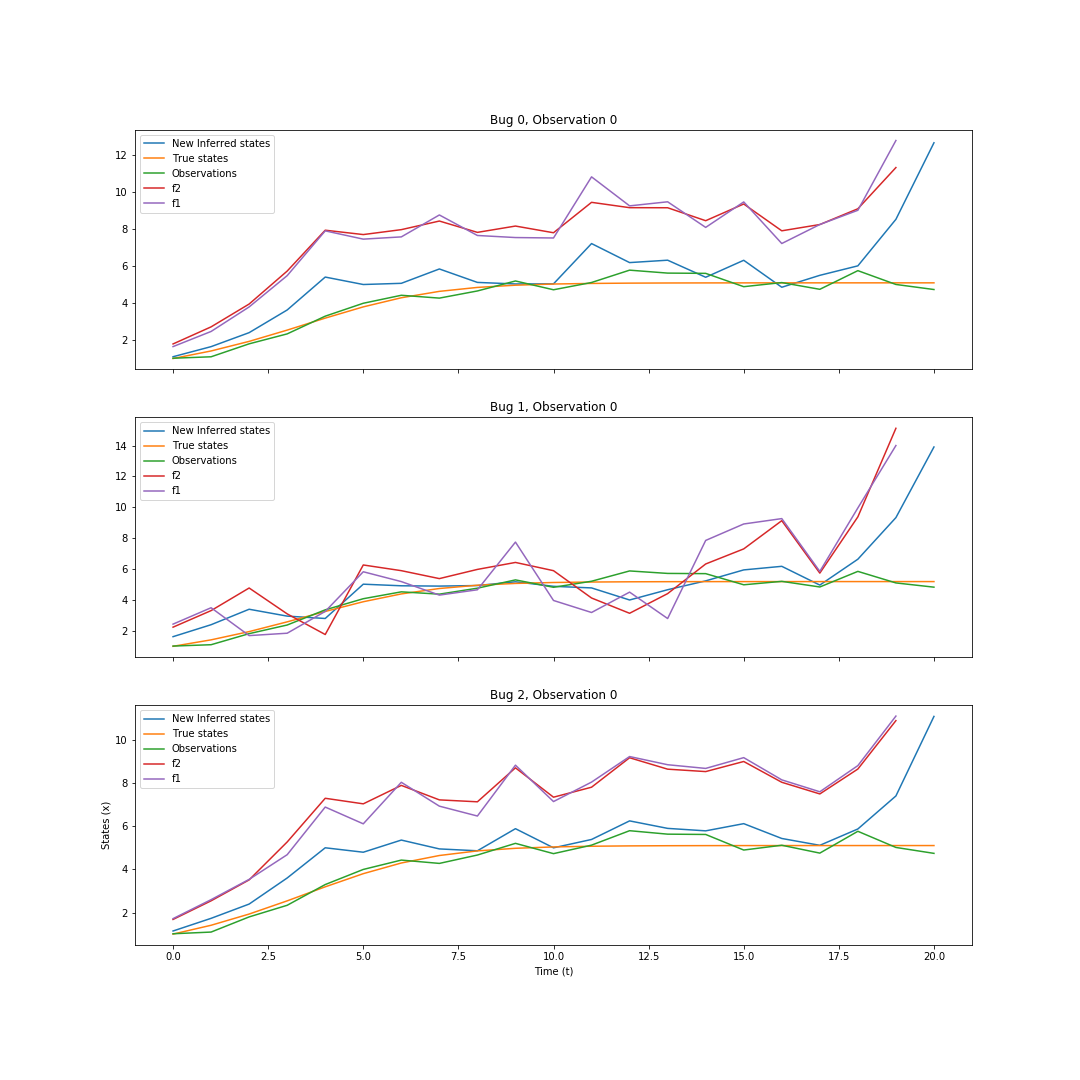 Bug 0, Observation 0
New Inferred states
True states
Observations
f2
f1
12
10
8
6
4
2
Bug 1, Observation 0
New Inferred states
True states
Observations
f2
f1
14
12
10
8
6
4
2
Bug 2, Observation 0
New Inferred states
True states
Observations
f2
f1
10
8
6
4
2
States (x)
0.0 2.5 5.0 7.5 10.0 12.5 15.0 17.5 20.0
Time (t)